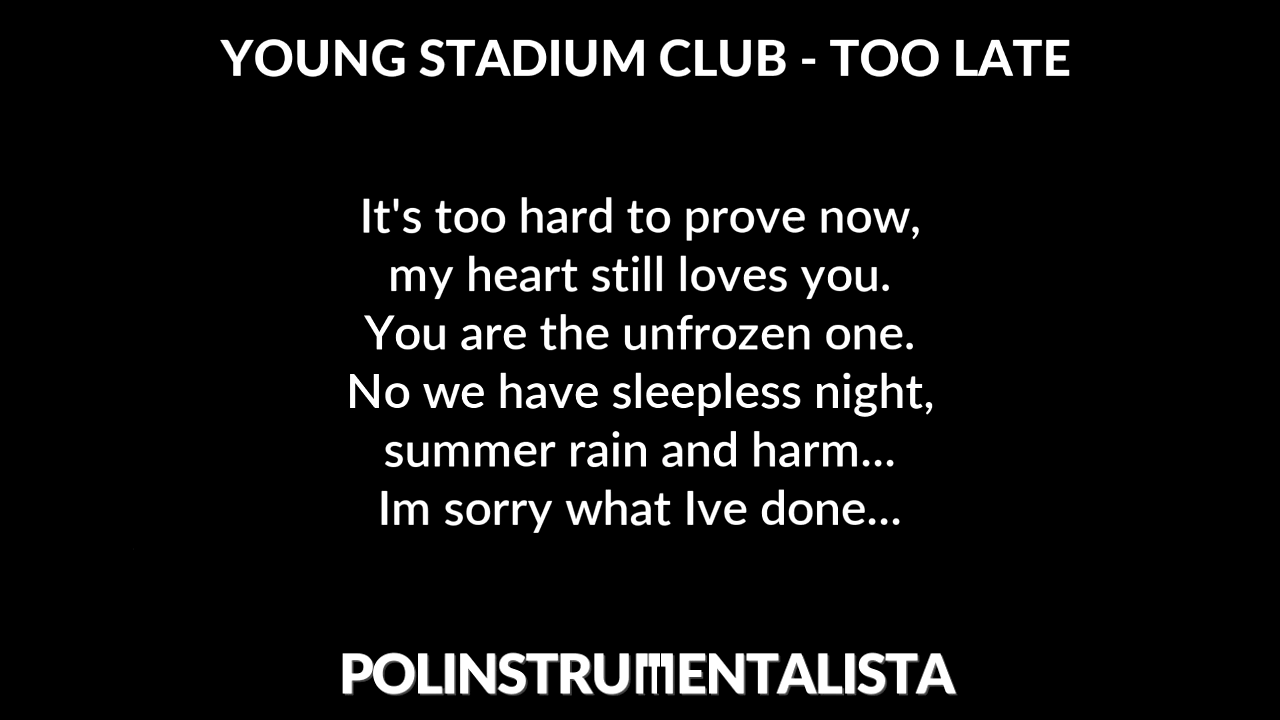 YOUNG STADIUM CLUB - TOO LATE
It's too hard to prove now,
my heart still loves you.
You are the unfrozen one.
No we have sleepless night,
summer rain and harm...
Im sorry what Ive done...
POLINSTRUMENTALISTA